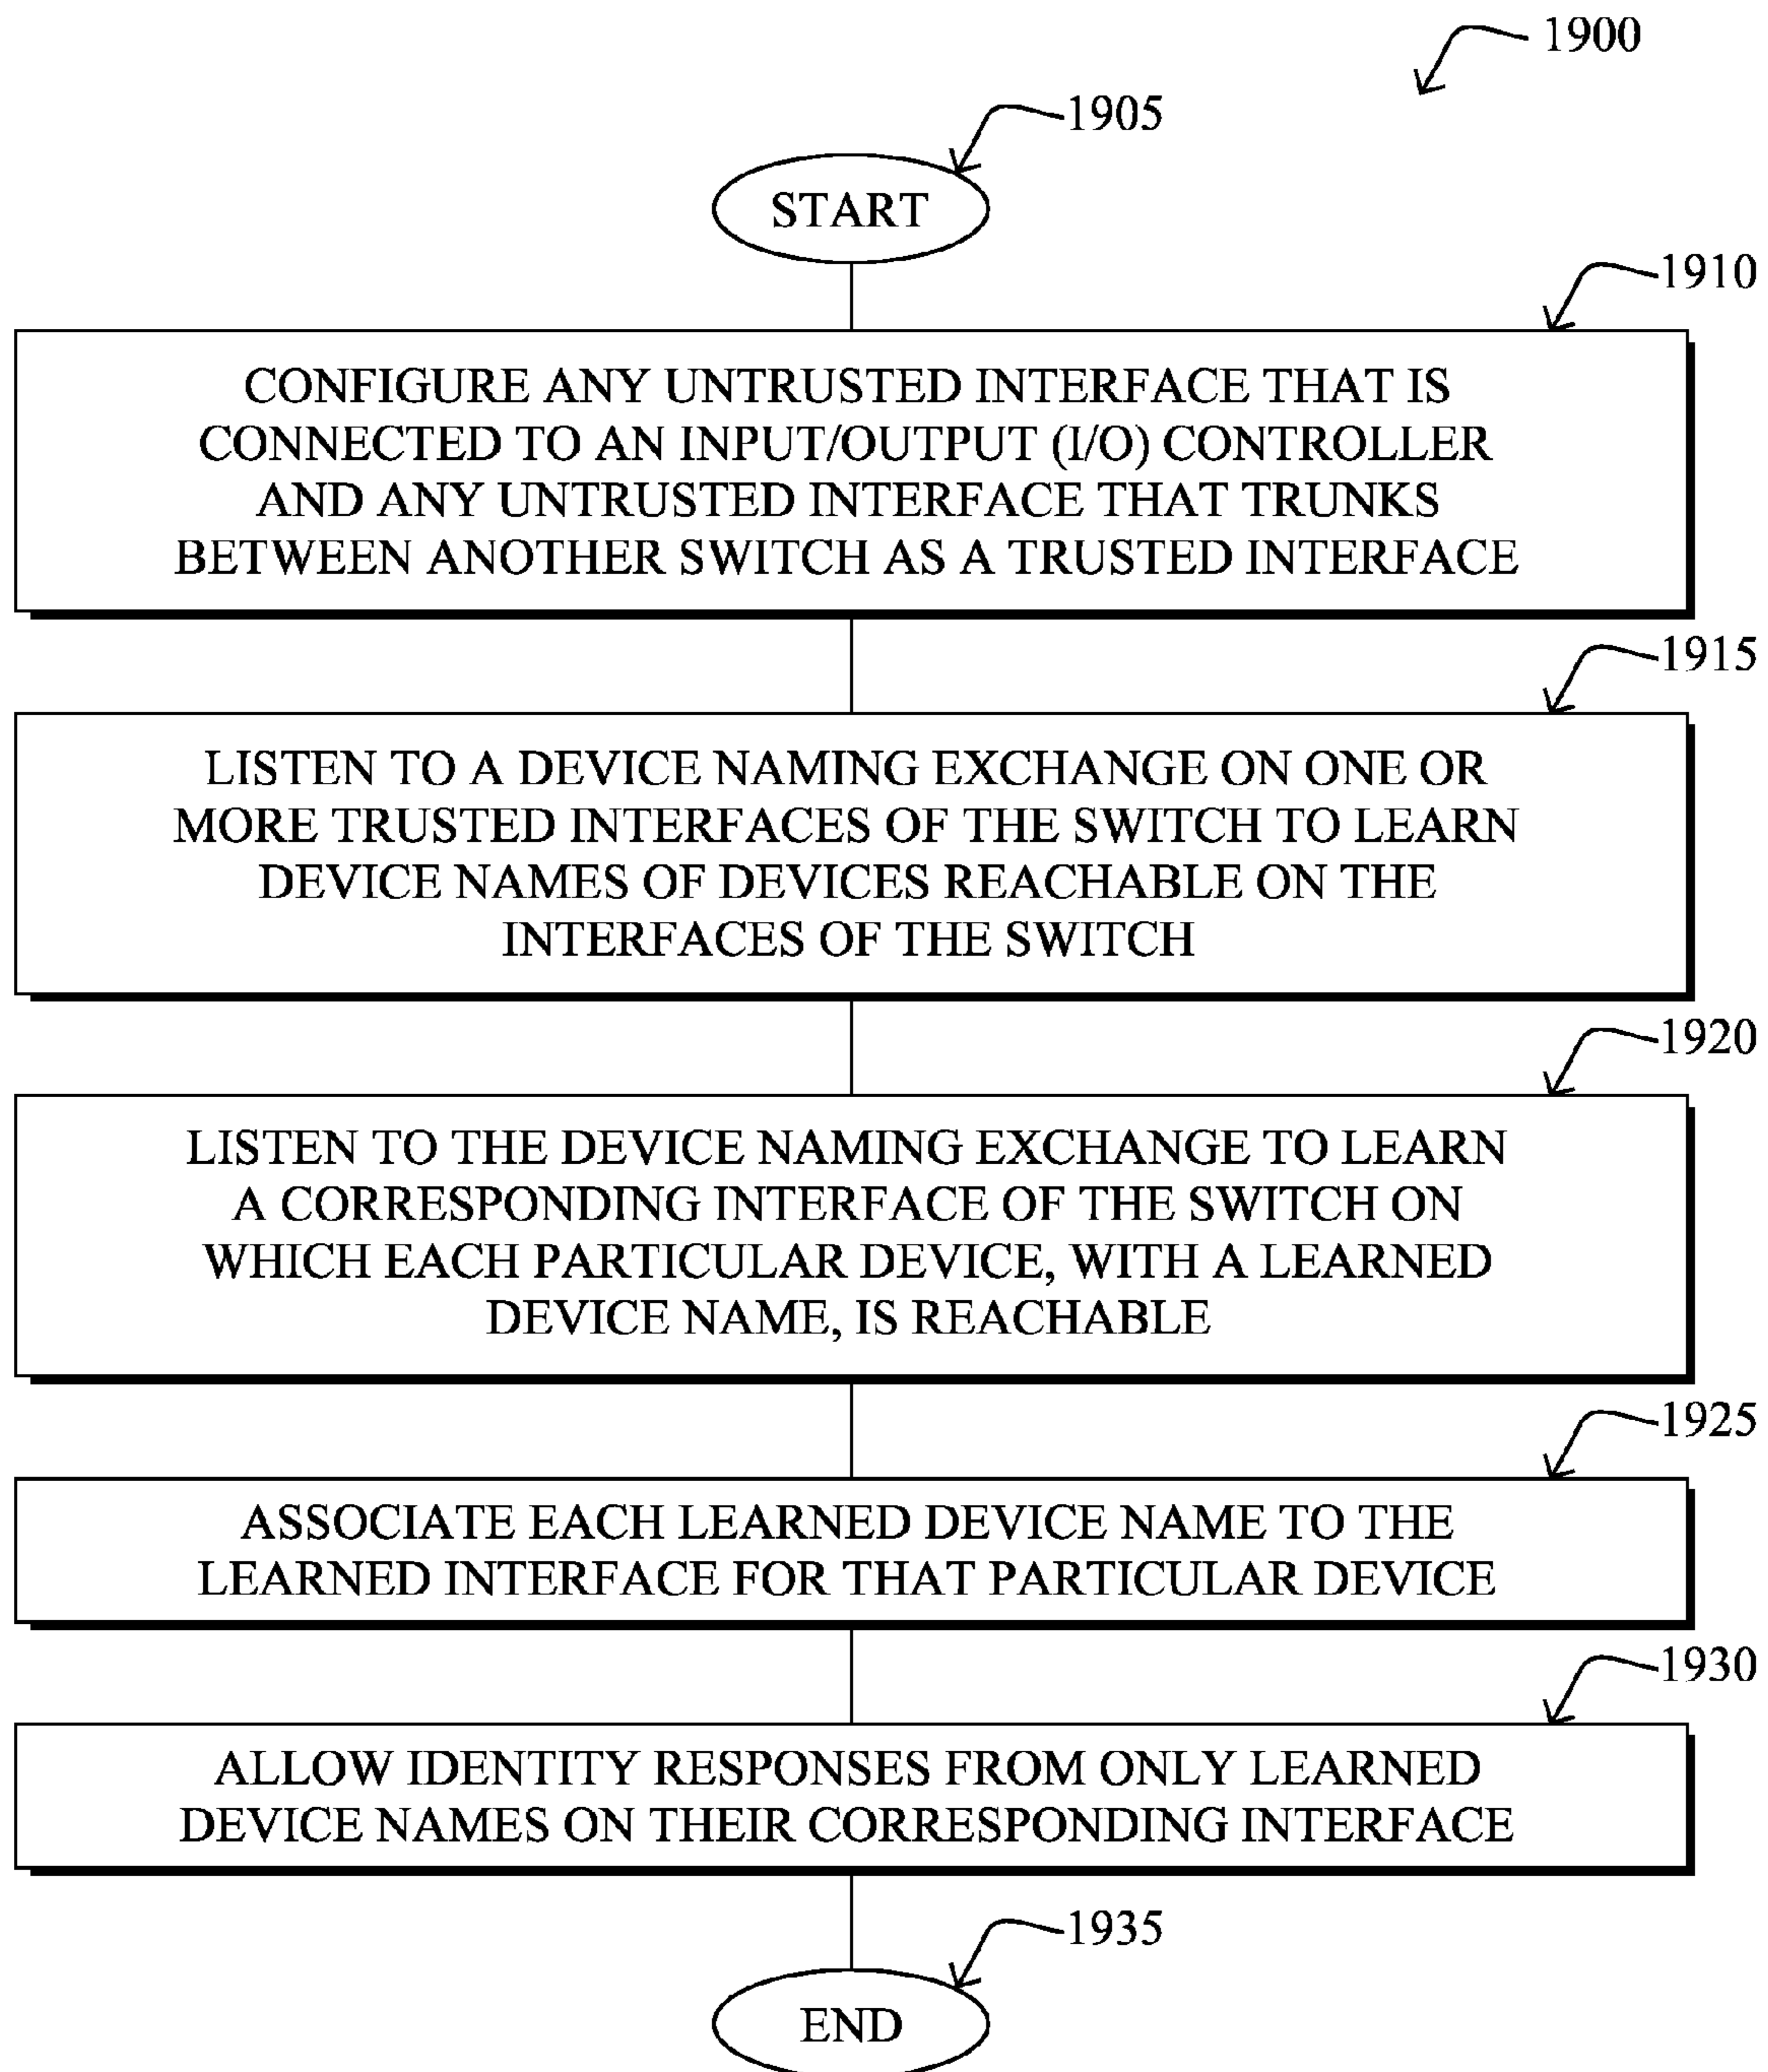 1900
1905
START
1910
CONFIGURE ANY UNTRUSTED INTERFACE THAT IS
CONNECTED TO AN INPUT/OUTPUT (I/O) CONTROLLER
AND ANY UNTRUSTED INTERFACE THAT TRUNKS
BETWEEN ANOTHER SWITCH AS A TRUSTED INTERFACE
1915
LISTEN TO A DEVICE NAMING EXCHANGE ON ONE OR
MORE TRUSTED INTERFACES OF THE SWITCH TO LEARN
DEVICE NAMES OF DEVICES REACHABLE ON THE
INTERFACES OF THE SWITCH
1920
LISTEN TO THE DEVICE NAMING EXCHANGE TO LEARN
A CORRESPONDING INTERFACE OF THE SWITCH ON
WHICH EACH PARTICULAR DEVICE, WITH A LEARNED
DEVICE NAME, IS REACHABLE
1925
ASSOCIATE EACH LEARNED DEVICE NAME TO THE
LEARNED INTERFACE FOR THAT PARTICULAR DEVICE
1930
ALLOW IDENTITY RESPONSES FROM ONLY LEARNED
DEVICE NAMES ON THEIR CORRESPONDING INTERFACE
1935
END